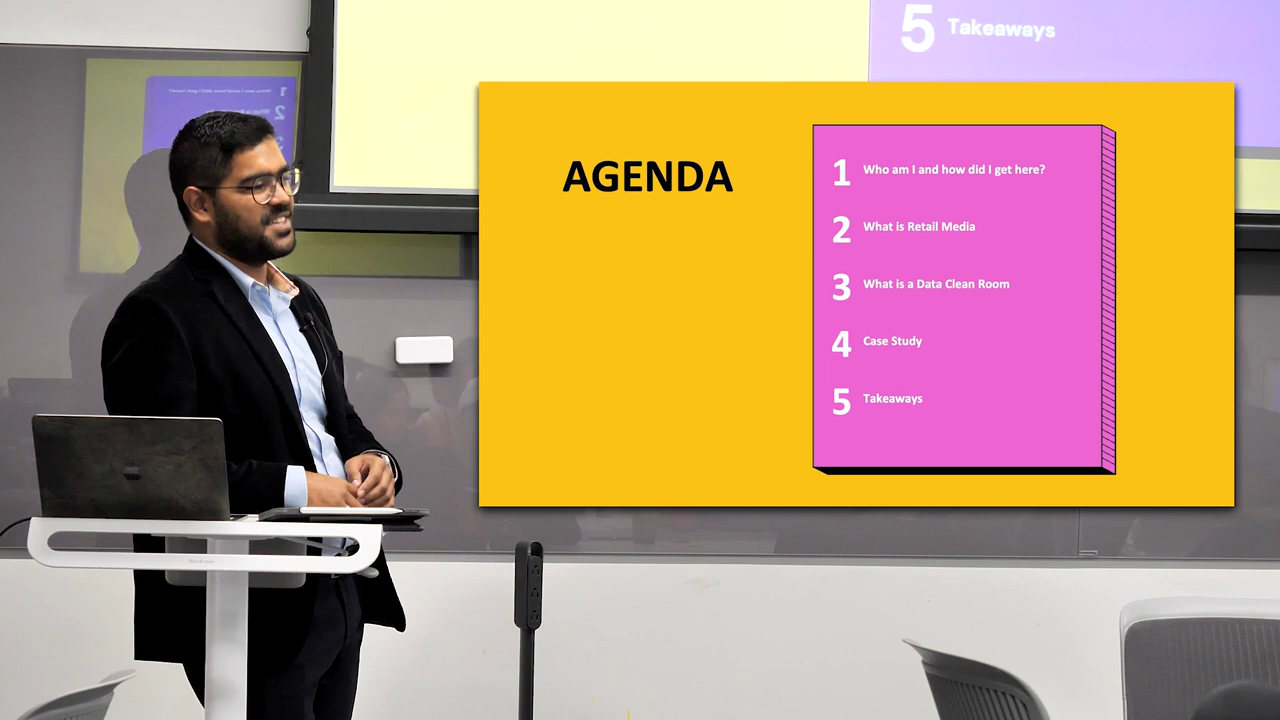 5 Takeaways
AGENDA
1 Who am I and how did I get here?
2 What is Retail Media
3 What is a Data Clean Room
4 Case Study
5 Takeaways